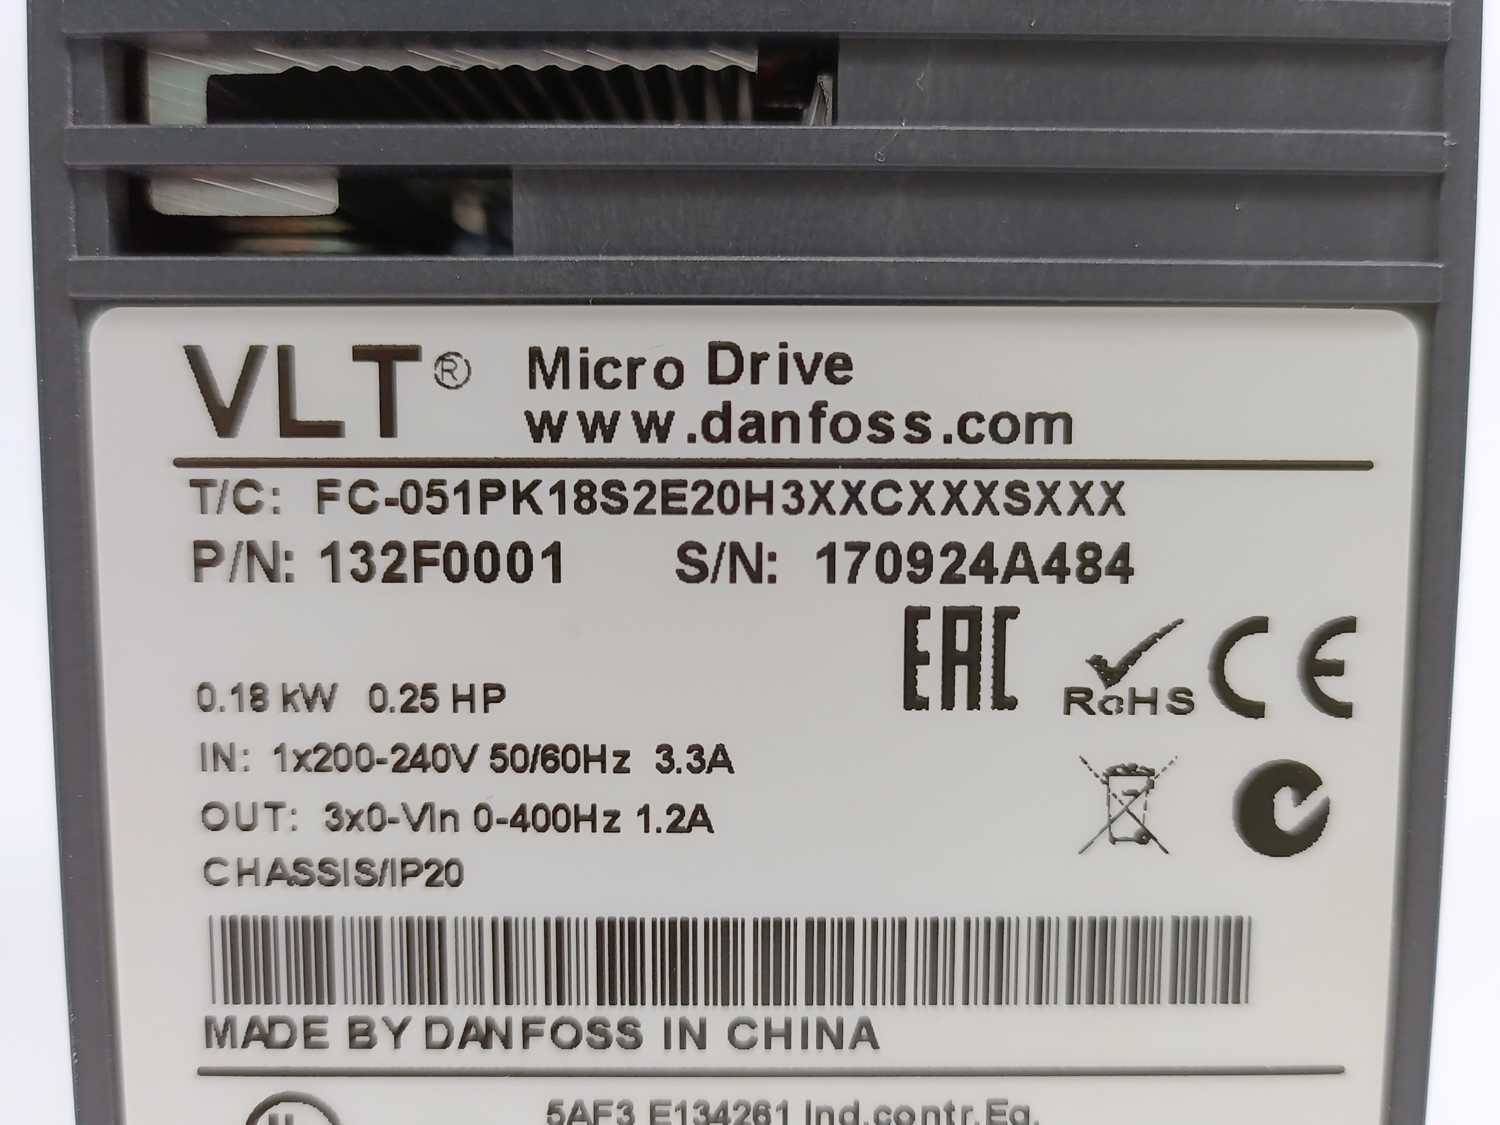 VLT® Micro Drive
www.danfoss.com
T/C: FC-051PK18S2E20H3XXCXXXSXXX
P/N: 132F0001 S/N: 170924A484
EAC RoHS CE
0.18 kW 0.25 HP
IN: 1x200-240V 50/60Hz 3.3A
OUT: 3x0-VIn 0-400Hz 1.2A
CHASSIS/IP20
MADE BY DANFOSS IN CHINA
5AF3 E134261 Ind.contr.Eq.